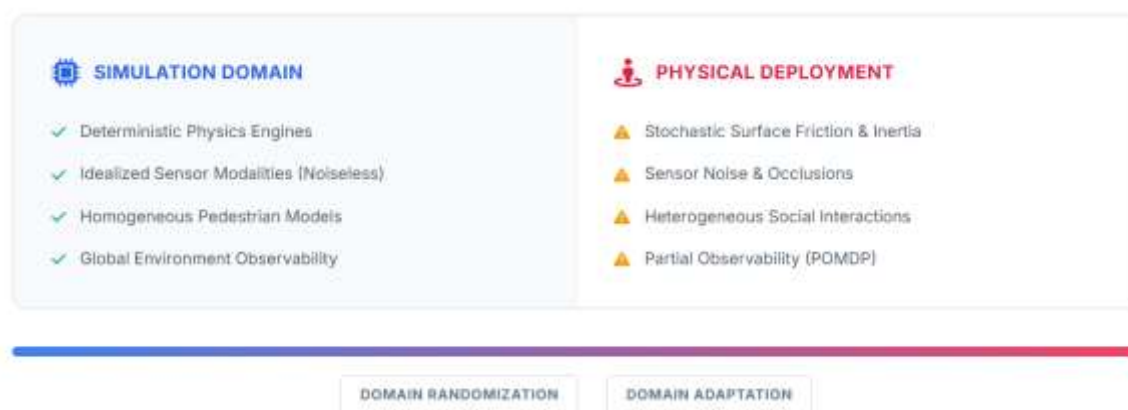 SIMULATION DOMAIN
Deterministic Physics Engines
Idealized Sensor Modalities (Noiseless)
Homogeneous Pedestrian Models
Global Environment Observability
PHYSICAL DEPLOYMENT
Stochastic Surface Friction & Inertia
Sensor Noise & Occlusions
Heterogeneous Social Interactions
Partial Observability (POMDP)
DOMAIN RANDOMIZATION
DOMAIN ADAPTATION